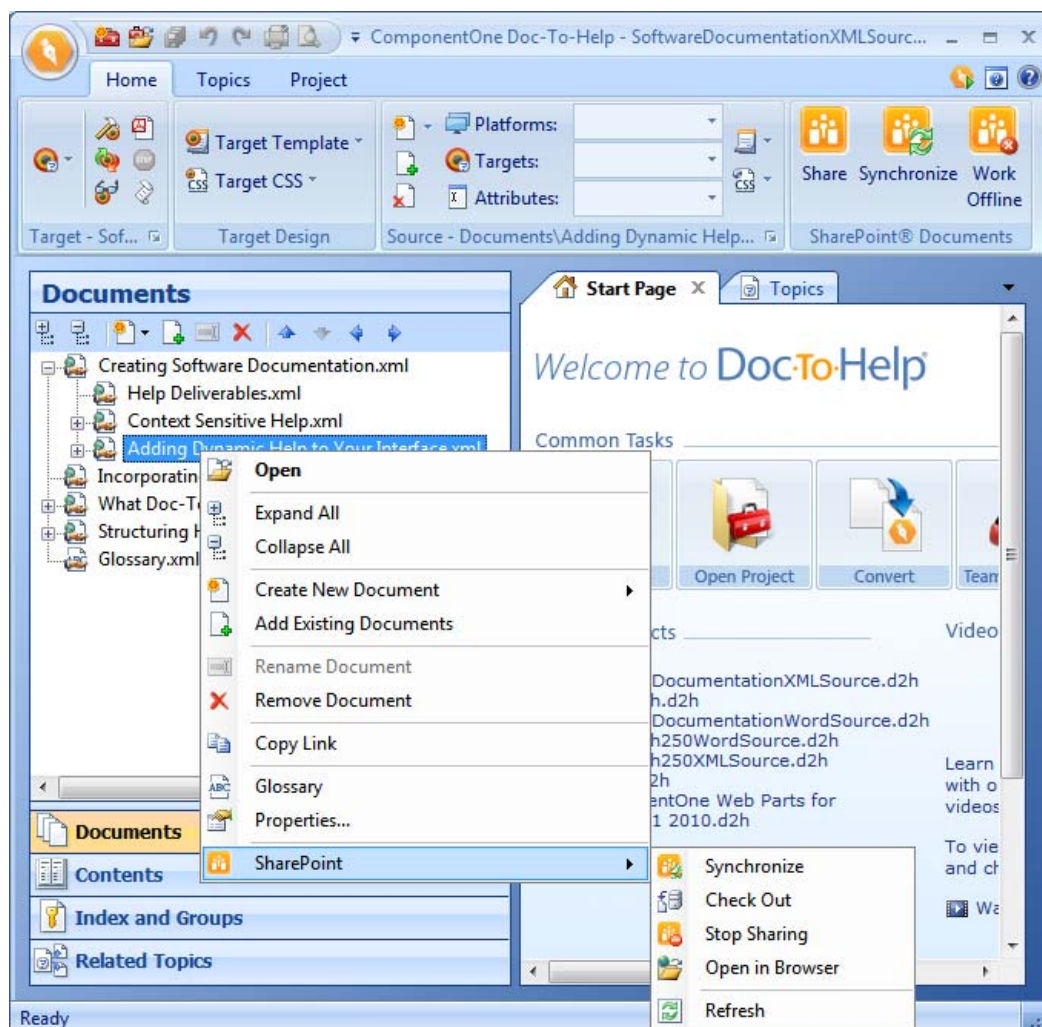 ComponentOne Doc-To-Help - SoftwareDocumentationXMLSourc...
Home Topics Project
Target Template
Target CSS
Platforms:
Targets:
Attributes:
CSS
CSS
Share Synchronize Work Offline
Target - Sof...
Target Design
Source - Documents\Adding Dynamic Help...
SharePoint® Documents
Documents
Creating Software Documentation.xml
Help Deliverables.xml
Context Sensitive Help.xml
Adding Dynamic Help to Your Interface.xml
Incorporatin
What Doc-T
Structuring H
Glossary.xml
Open
Expand All
Collapse All
Create New Document
Add Existing Documents
Rename Document
Remove Document
Copy Link
ABC Glossary
Properties...
SharePoint
Synchronize
Check Out
Stop Sharing
Open in Browser
Refresh
Documents
Contents
Index and Groups
Related Topics
Start Page X Topics
Welcome to Doc-To-Help
Common Tasks
Open Project
Convert
Team
cts
Video
DocumentationXMLSource.d2h
h.d2h
DocumentationWordSource.d2h
h250WordSource.d2h
h250XMLSource.d2h
2h
entOne Web Parts for
1 2010.d2h
Learn
with o
videos
To vie
and ch
Wa
Ready